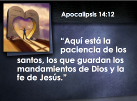 Apocalipsis 14:12
"Aquí está la
paciencia de los
santos, los que guardan los
mandamientos de Dios y la
fe de Jesús."